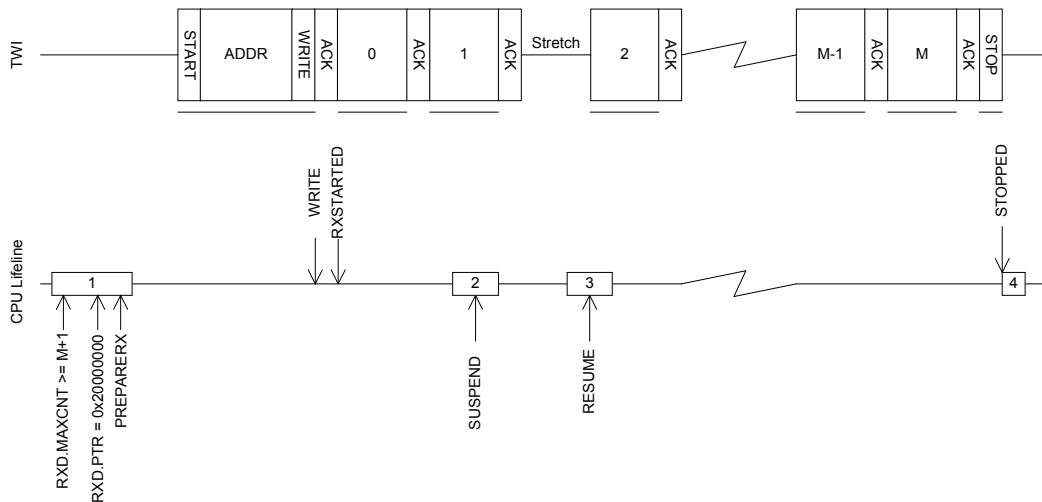 TWI
START
ADDR
WRITE
ACK
0
ACK
1
ACK
Stretch
2
ACK
M-1
ACK
M
ACK
STOP
WRITE
RXSTARTED
STOPPED
CPU Lifeline
1
2
3
4
RXD.MAXCNT >= M+1
RXD.PTR = 0x20000000
PREPARERX
SUSPEND
RESUME